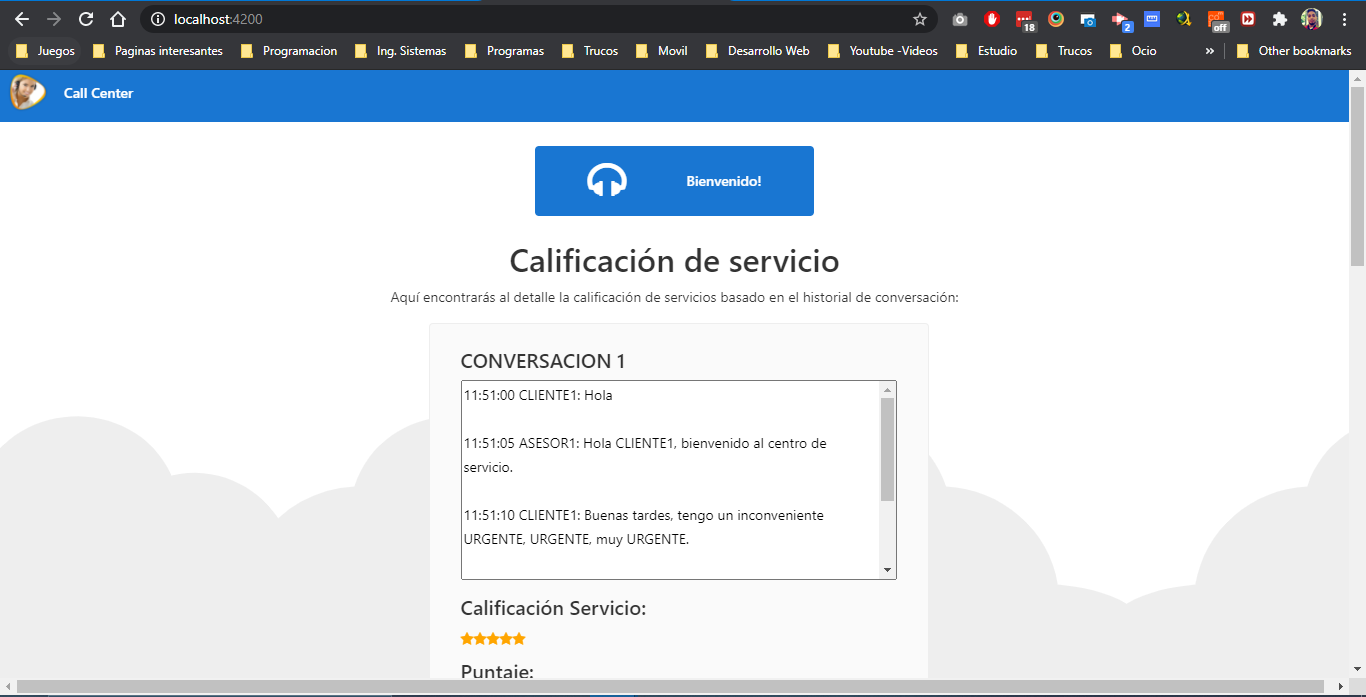 localhost:4200
18
2
off
Juegos
Paginas interesantes
Programacion
Ing. Sistemas
Programas
Trucos
Movil
Desarrollo Web
Youtube -Videos
Estudio
Trucos
Ocio
»
Other bookmarks
Call Center
Bienvenido!
Calificación de servicio
Aquí encontrarás al detalle la calificación de servicios basado en el historial de conversación:
CONVERSACION 1
11:51:00 CLIENTE1: Hola
11:51:05 ASESOR1: Hola CLIENTE1, bienvenido al centro de
servicio.
11:51:10 CLIENTE1: Buenas tardes, tengo un inconveniente
URGENTE, URGENTE, muy URGENTE.
Calificación Servicio:
Puntaje: